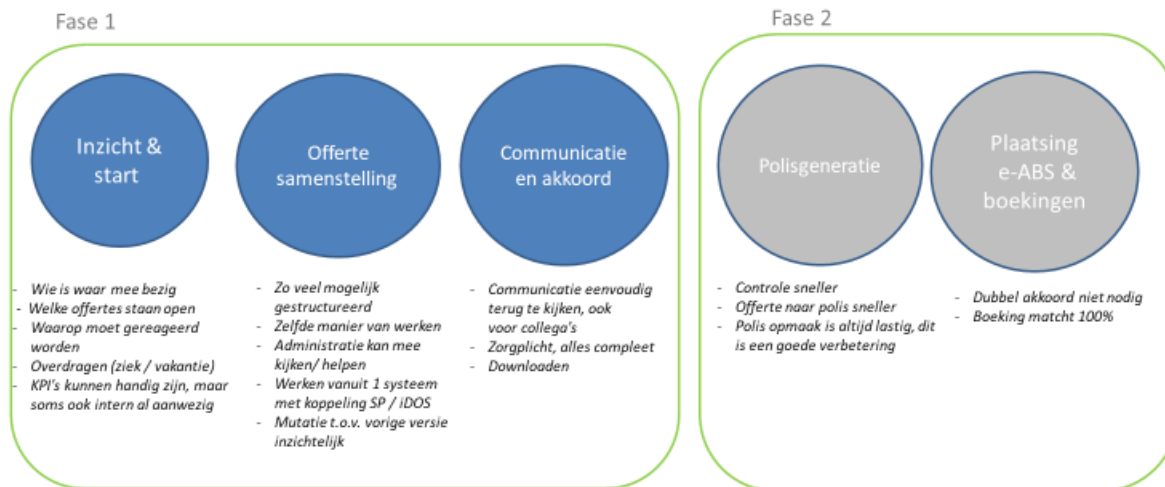 Fase 1
Inzicht &
start
Offerte
samenstelling
Communicatie
en akkoord
- Wie is waar mee bezig
- Welke offertes staan open
- Waarop moet gereageerd
worden
- Overdragen (ziek / vakantie)
- KPI's kunnen handig zijn, maar
soms ook intern al aanwezig
- Zo veel mogelijk
gestructureerd
- Zelfde manier van werken
- Administratie kan mee
kijken/ helpen
- Werken vanuit 1 systeem
met koppeling SP / iDOS
- Mutatie t.o.v. vorige versie
inzichtelijk
- Communicatie eenvoudig
terug te kijken, ook
voor collega's
- Zorgplicht, alles compleet
- Downloaden
Fase 2
Polisgeneratie
Plaatsing
e-ABS &
boekingen
- Controle sneller
- Offerte naar polis sneller
- Polis opmaak is altijd lastig, dit
is een goede verbetering
- Dubbel akkoord niet nodig
- Boeking matcht 100%